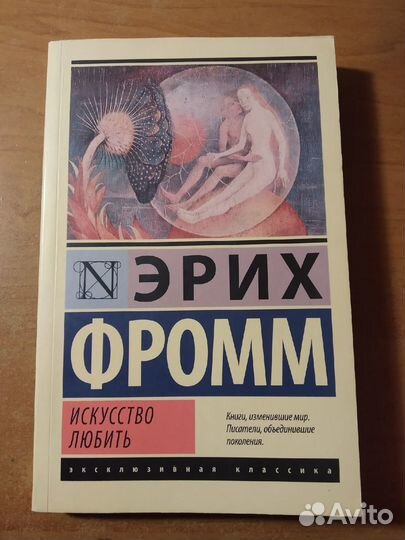 N ЭРИХ
ФРОММ
ИСКУССТВО
ЛЮБИТЬ
Книги, изменившие мир.
Писатели, объединившие
поколения.
эксклюзивная классика
Avito